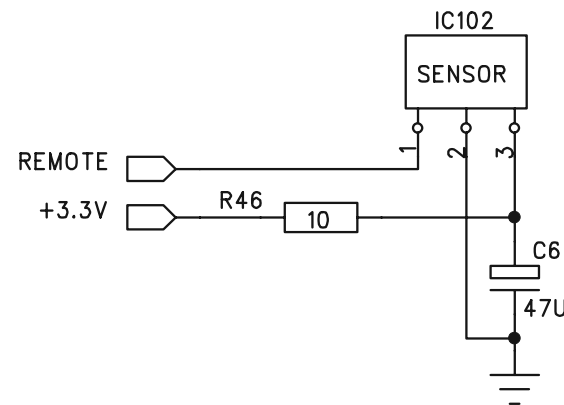 IC102
SENSOR
1 2 3
REMOTE
+3.3V
R46
10
C6
47U